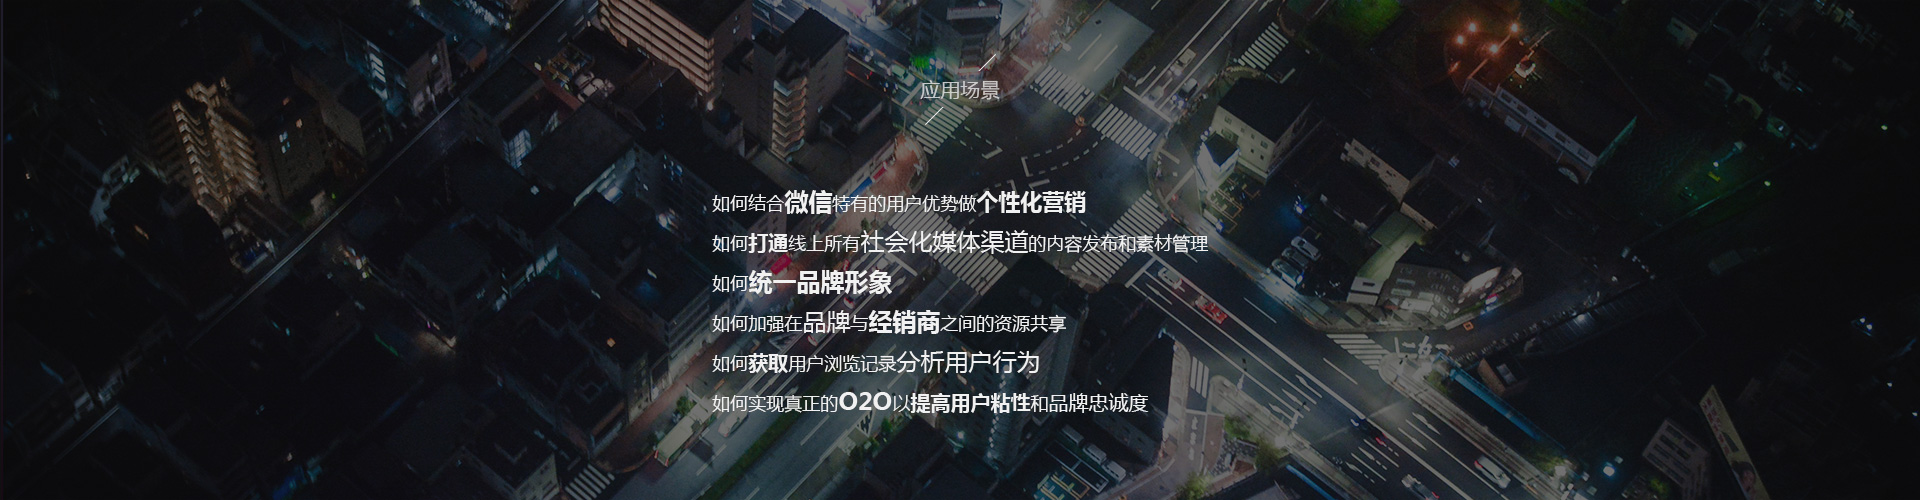 应用场景
如何结合微信特有的用户优势做个性化营销
如何打通线上所有社会化媒体渠道的内容发布和素材管理
如何统一品牌形象
如何加强在品牌与经销商之间的资源共享
如何获取用户浏览记录分析用户行为
如何实现真正的O2O以提高用户粘性和品牌忠诚度